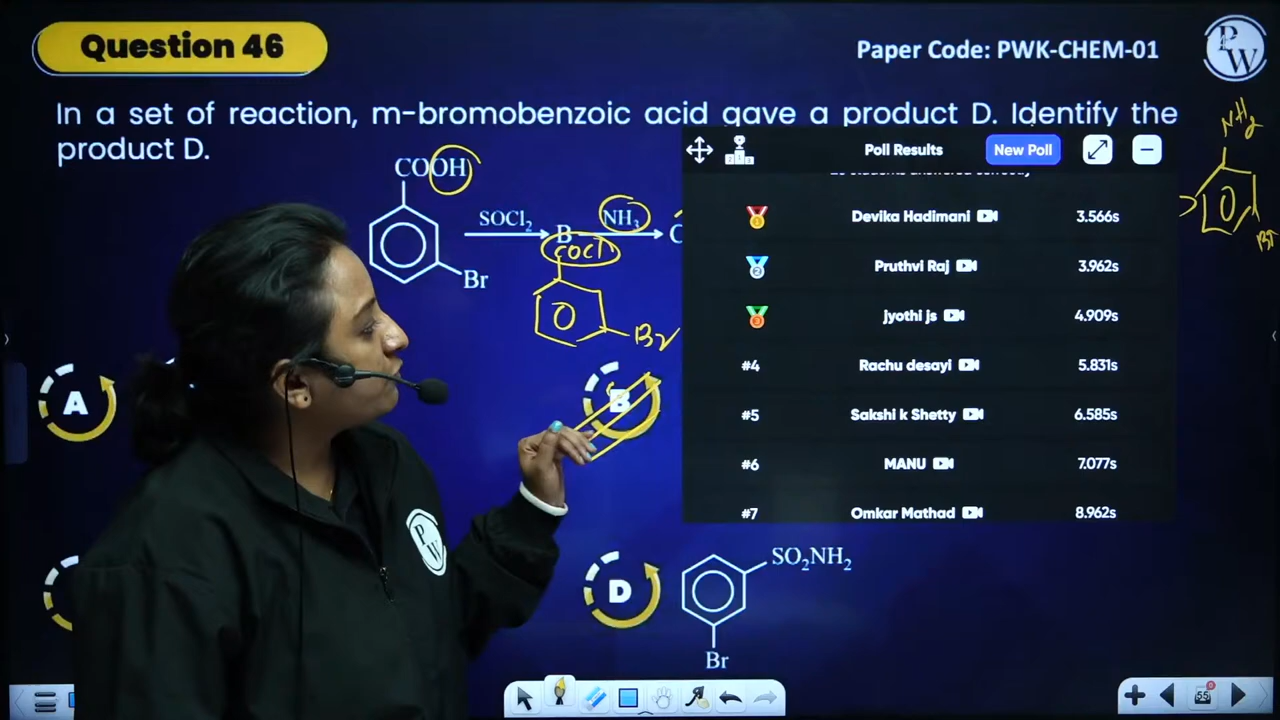 Question 46
Paper Code: PWK-CHEM-01
PW
In a set of reaction, m-bromobenzoic acid gave a product D. Identify the
product D.
COOH
SOCl2
B
NH3
C
Br
COCl
Br
NH2
Br
Poll Results
New Poll
Devika Hadimani 3.566s
Pruthvi Raj 3.962s
jyothi js 4.909s
#4 Rachu desayi 5.831s
#5 Sakshi k Shetty 6.585s
#6 MANU 7.077s
#7 Omkar Mathad 8.962s
A
B
D
SO2NH2
Br
PW
55